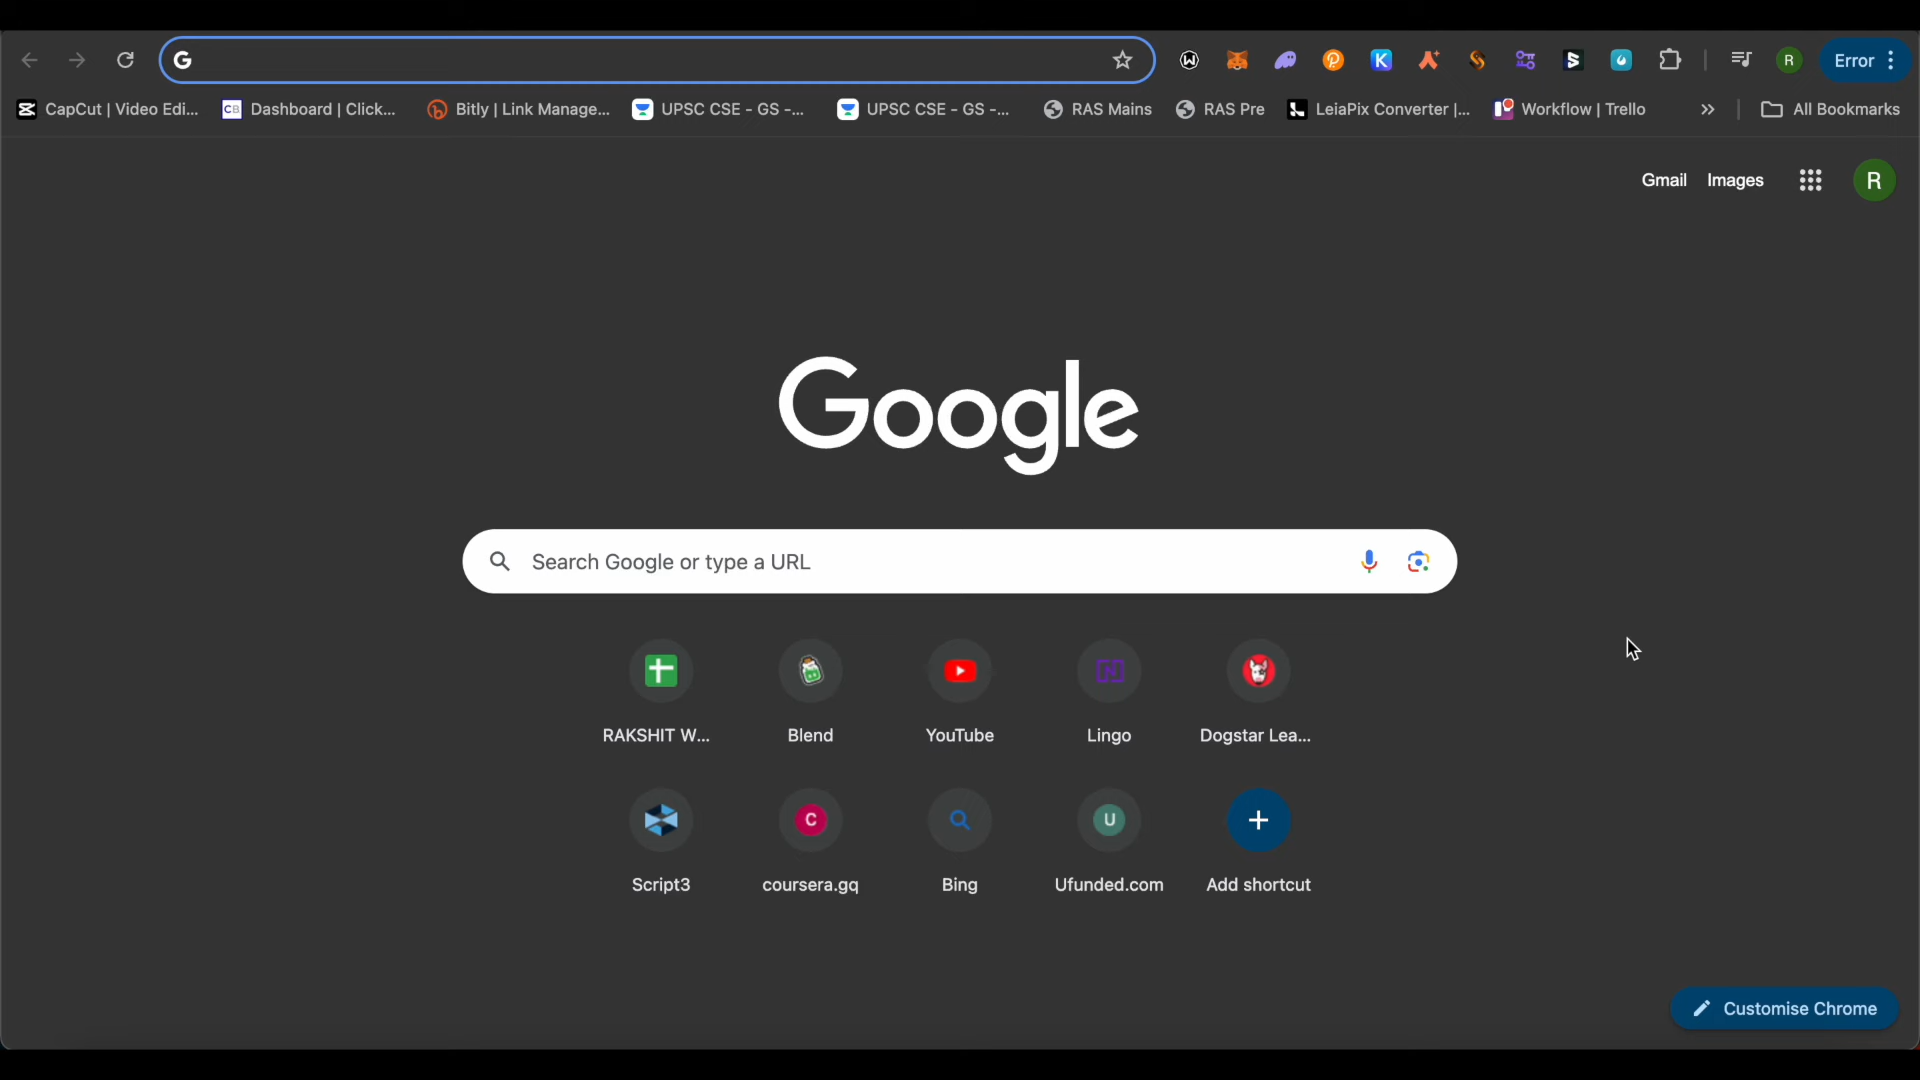 R
Error
CapCut | Video Edi...
CB Dashboard | Click...
Bitly | Link Manage...
UPSC CSE - GS -...
UPSC CSE - GS -...
RAS Mains
RAS Pre
LeiaPix Converter |...
Workflow | Trello
All Bookmarks
Gmail
Images
R
Google
Search Google or type a URL
RAKSHIT W...
Blend
YouTube
Lingo
Dogstar Lea...
C
U
Script3
coursera.gq
Bing
Ufunded.com
Add shortcut
Customise Chrome